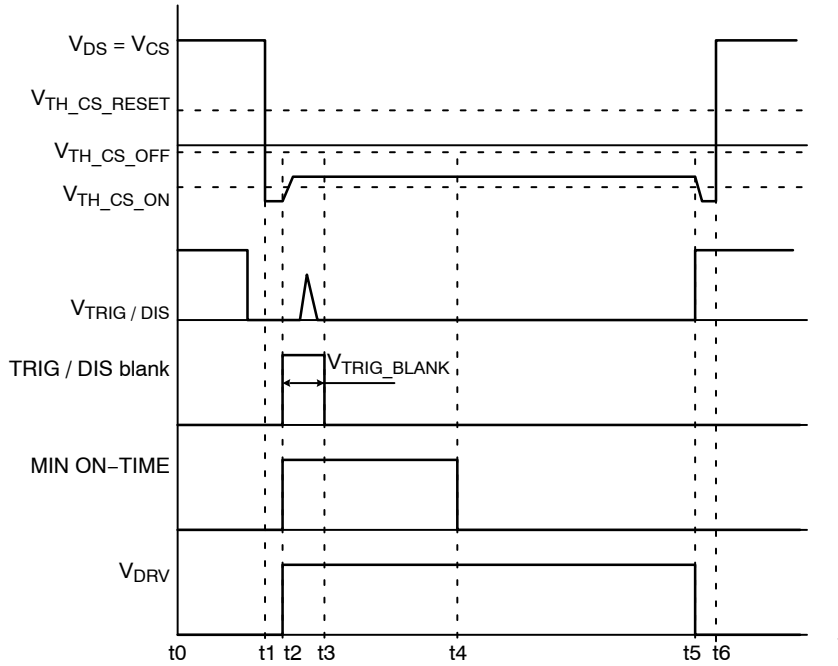 VDS = VCS
VTH_CS_RESET
VTH_CS_OFF
VTH_CS_ON
VTRIG / DIS
TRIG / DIS blank
VTRIG_BLANK
MIN ON−TIME
VDRV
t0 t1 t2 t3 t4 t5 t6